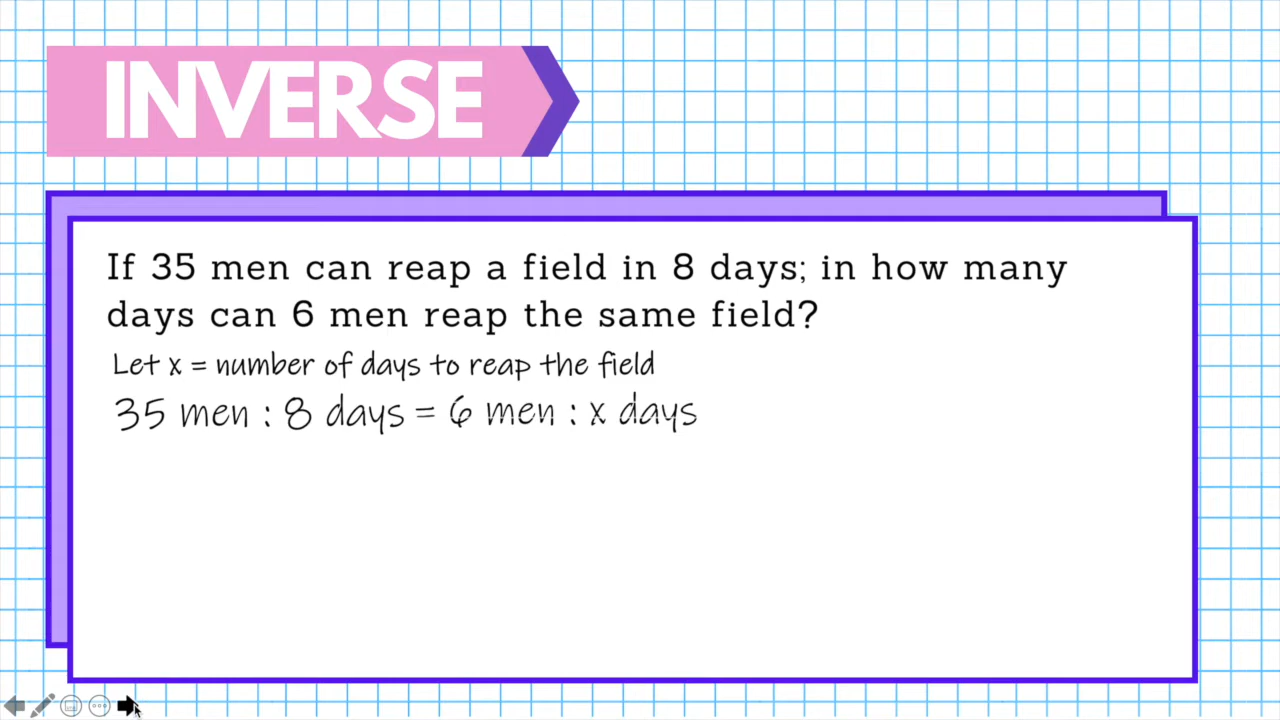 INVERSE
If 35 men can reap a field in 8 days; in how many
days can 6 men reap the same field?
Let x = number of days to reap the field
35 men : 8 days = 6 men : x days